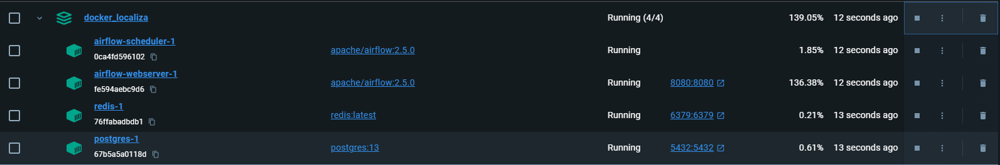 docker_localiza Running (4/4) 139.05% 12 seconds ago
airflow-scheduler-1 apache/airflow:2.5.0 Running 1.85% 12 seconds ago
0ca4fd596102
airflow-webserver-1 apache/airflow:2.5.0 Running 8080:8080 136.38% 12 seconds ago
fe594aebc9d6
redis-1 redis:latest Running 6379:6379 0.21% 13 seconds ago
76ffabadbdb1
postgres-1 postgres:13 Running 5432:5432 0.61% 13 seconds ago
67b5a5a0118d